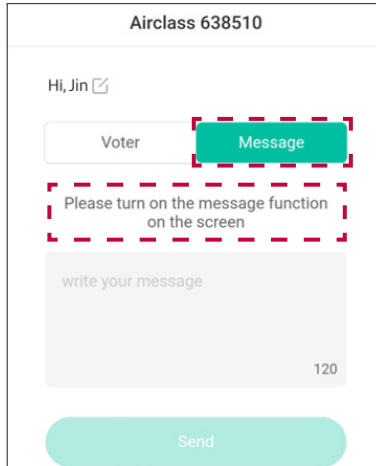 Airclass 638510
Hi, Jin
Voter
Message
Please turn on the message function
on the screen
write your message
120
Send